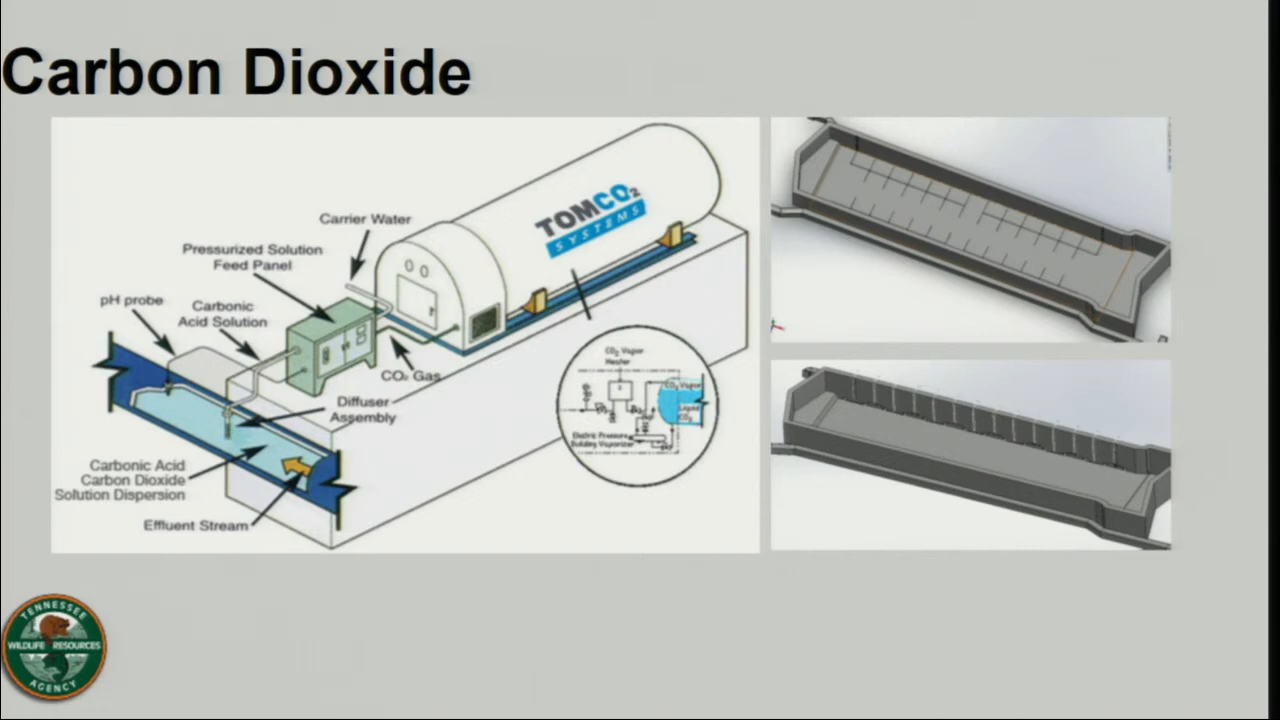 Carbon Dioxide
TOMCO₂
SYSTEMS
Carrier Water
Pressurized Solution
Feed Panel
pH probe
Carbonic
Acid Solution
CO₂ Gas
Diffuser
Assembly
Carbonic Acid
Carbon Dioxide
Solution Dispersion
Effluent Stream
CO₂ Vapor
Heater
CO₂ Vapor
Liquid
CO₂
Electric Pressure
Building Vaporizer
TENNESSEE
WILDLIFE RESOURCES
AGENCY